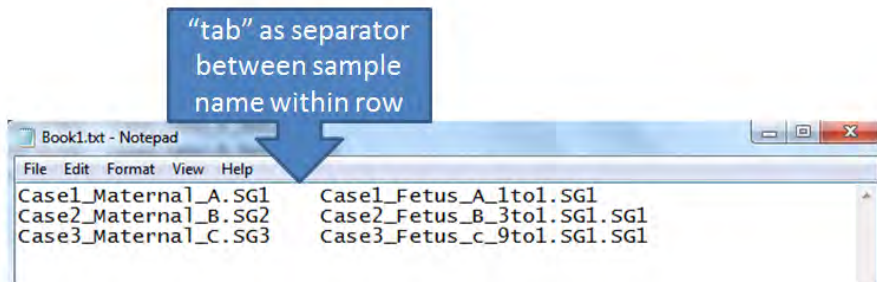 “tab” as separator
between sample
name within row
Book1.txt - Notepad
File Edit Format View Help
Case1_Maternal_A.SG1 Case1_Fetus_A_1to1.SG1
Case2_Maternal_B.SG2 Case2_Fetus_B_3to1.SG1.SG1
Case3_Maternal_C.SG3 Case3_Fetus_c_9to1.SG1.SG1